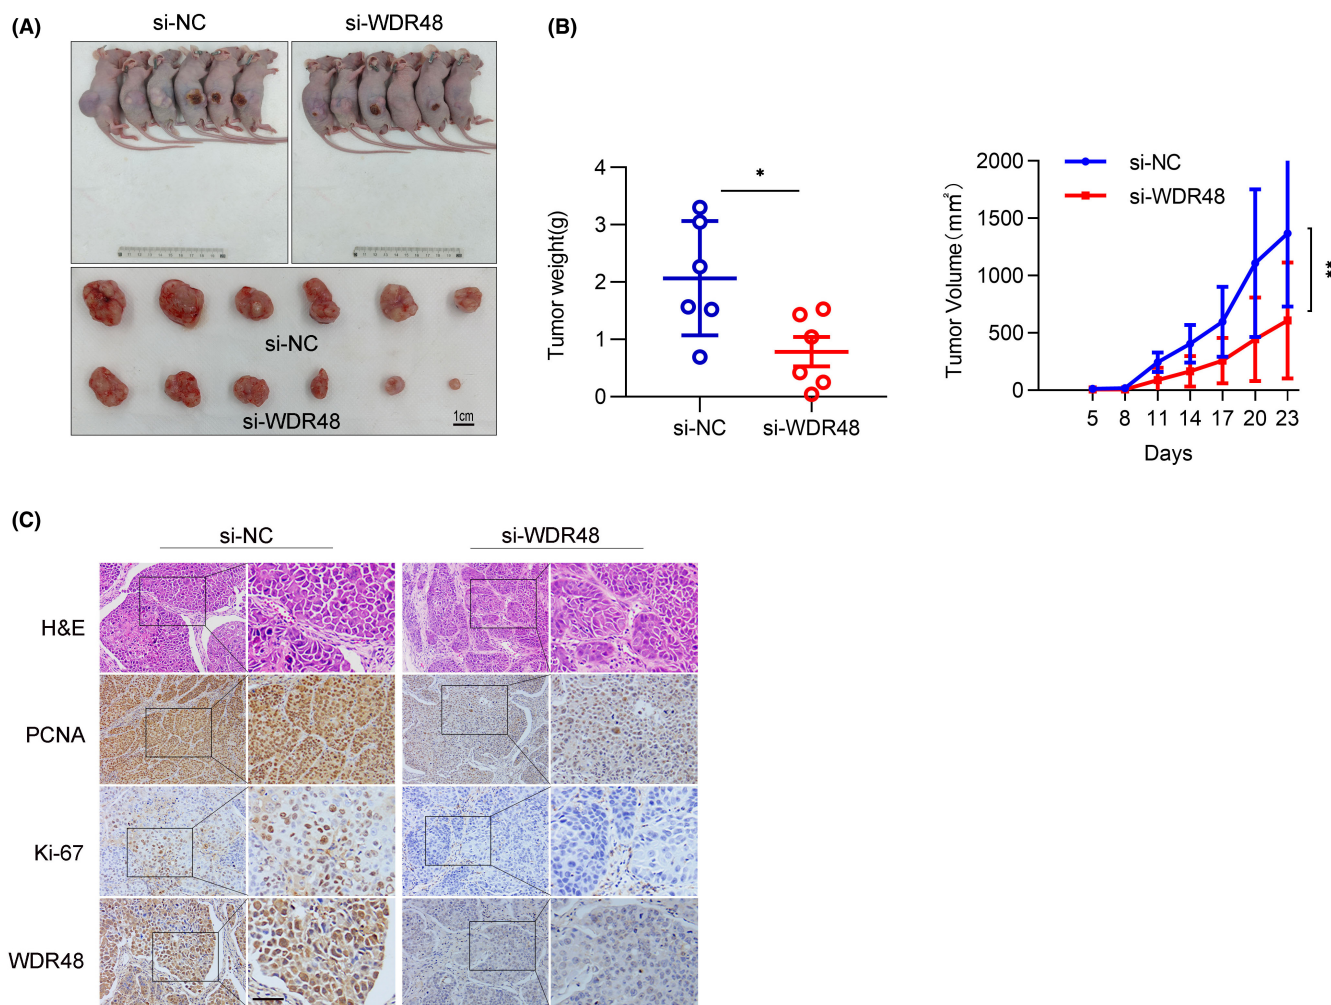 (A)
si-NC
si-WDR48
si-NC
si-WDR48
1cm
(B)
Tumor weight(g)
4
3
2
1
0
*
si-NC
si-WDR48
Tumor Volume(mm²)
2000
1500
1000
500
0
si-NC
si-WDR48
**
5 8 11 14 17 20 23
Days
(C)
si-NC
si-WDR48
H&E
PCNA
Ki-67
WDR48